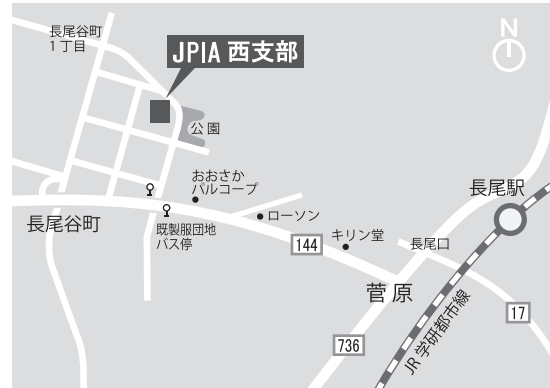 長尾谷町
1丁目
JPIA 西支部
N
公園
おおさか
パルコープ
長尾駅
長尾谷町
既製服団地
バス停
ローソン
144
キリン堂
長尾口
菅原
17
736
JR 学研都市線